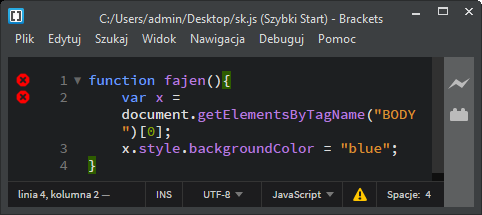 C:/Users/admin/Desktop/sk.js (Szybki Start) - Brackets
Plik Edytuj Szukaj Widok Nawigacja Debuguj Pomoc
1 function fajen(){
2 var x =
document.getElementsByTagName("BODY
")[0];
3 x.style.backgroundColor = "blue";
4 }
linia 4, kolumna 2 — INS UTF-8 JavaScript Spacje: 4